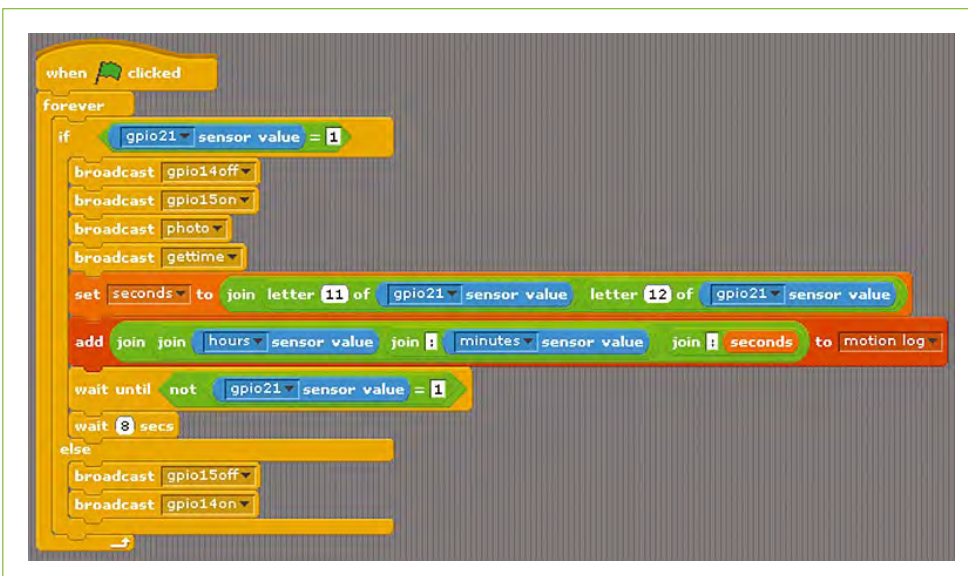 when clicked
forever
if gpio21 sensor value = 1
broadcast gpio14off
broadcast gpio15on
broadcast photo
broadcast gettime
set seconds to join letter 11 of gpio21 sensor value letter 12 of gpio21 sensor value
add join join hours sensor value join : minutes sensor value join : seconds to motion log
wait until not gpio21 sensor value = 1
wait 8 secs
else
broadcast gpio15off
broadcast gpio14on